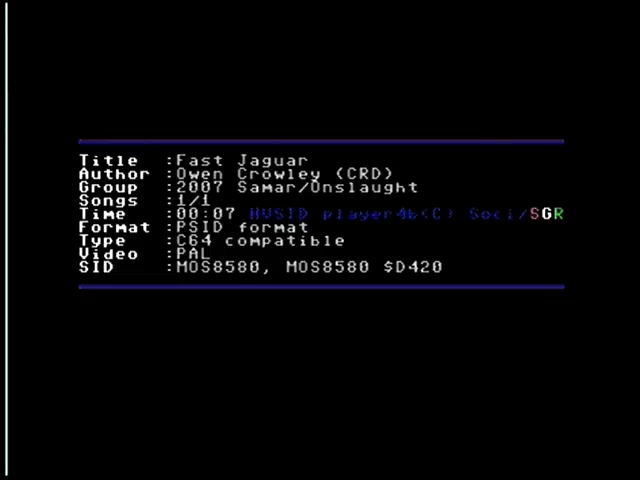 Title :Fast Jaguar
Author :Owen Crowley (CRD)
Group :2007 Samar/Onslaught
Songs :1/1
Time :00:07 HVSID player4b(C) Soci/SGR
Format :PSID format
Type :C64 compatible
Video :PAL
SID :MOS8580, MOS8580 $D420